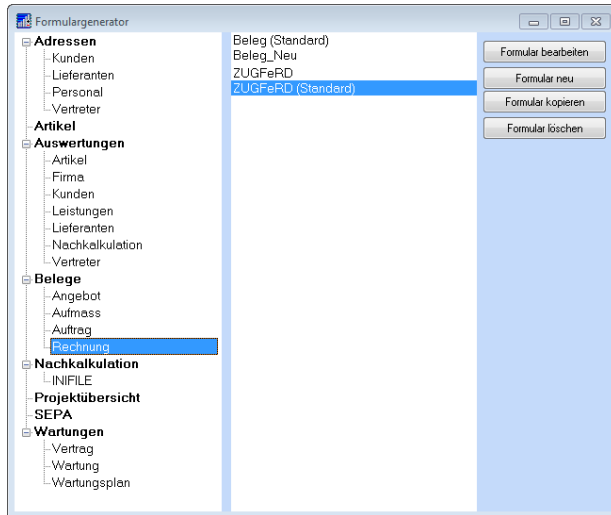 Formulargenerator
Adressen
Kunden
Lieferanten
Personal
Vertreter
Artikel
Auswertungen
Artikel
Firma
Kunden
Leistungen
Lieferanten
Nachkalkulation
Vertreter
Belege
Angebot
Aufmass
Auftrag
Rechnung
Nachkalkulation
INIFILE
Projektübersicht
SEPA
Wartungen
Vertrag
Wartung
Wartungsplan
Beleg (Standard)
Beleg_Neu
ZUGFeRD
ZUGFeRD (Standard)
Formular bearbeiten
Formular neu
Formular kopieren
Formular löschen